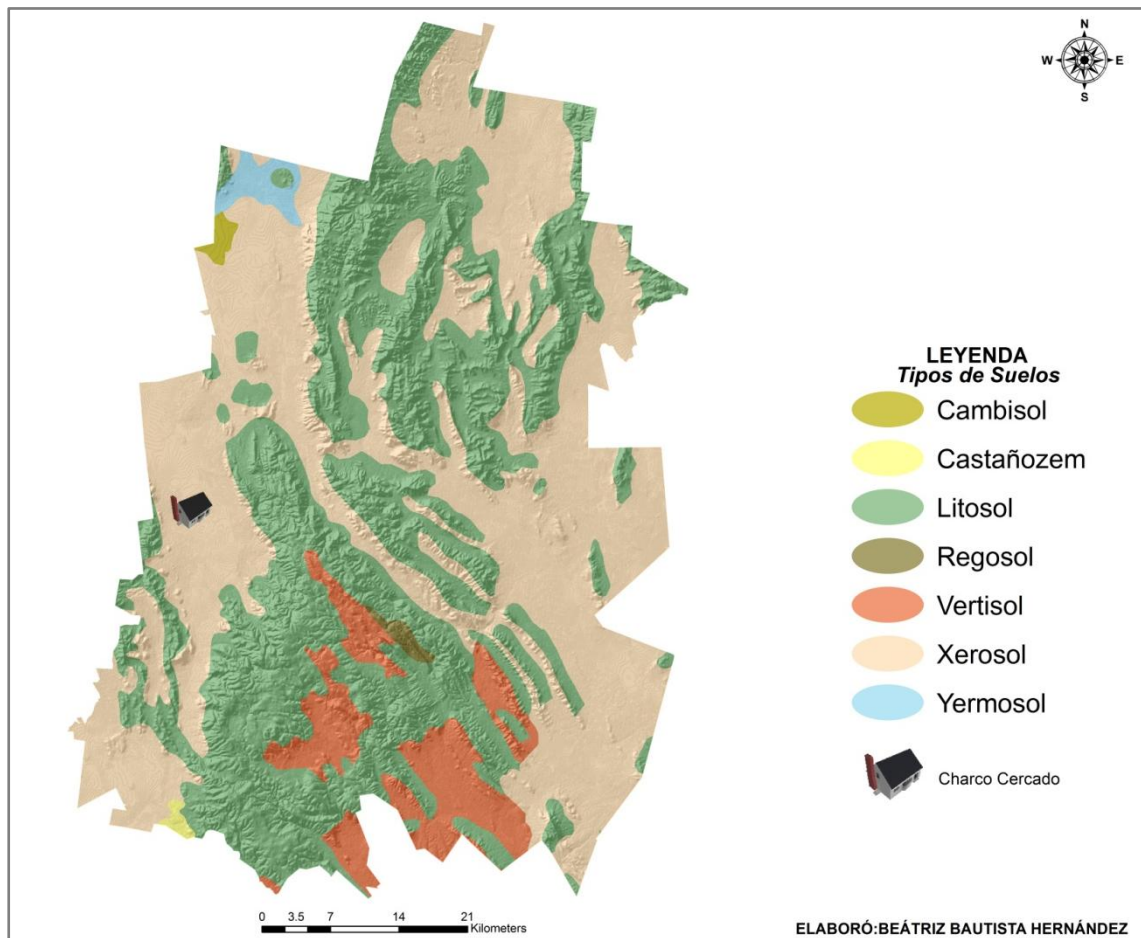 N
W E
S
LEYENDA
Tipos de Suelos
Cambisol
Castañozem
Litosol
Regosol
Vertisol
Xerosol
Yermosol
Charco Cercado
0 3.5 7 14 21
Kilometers
ELABORÓ:BEÁTRIZ BAUTISTA HERNÁNDEZ